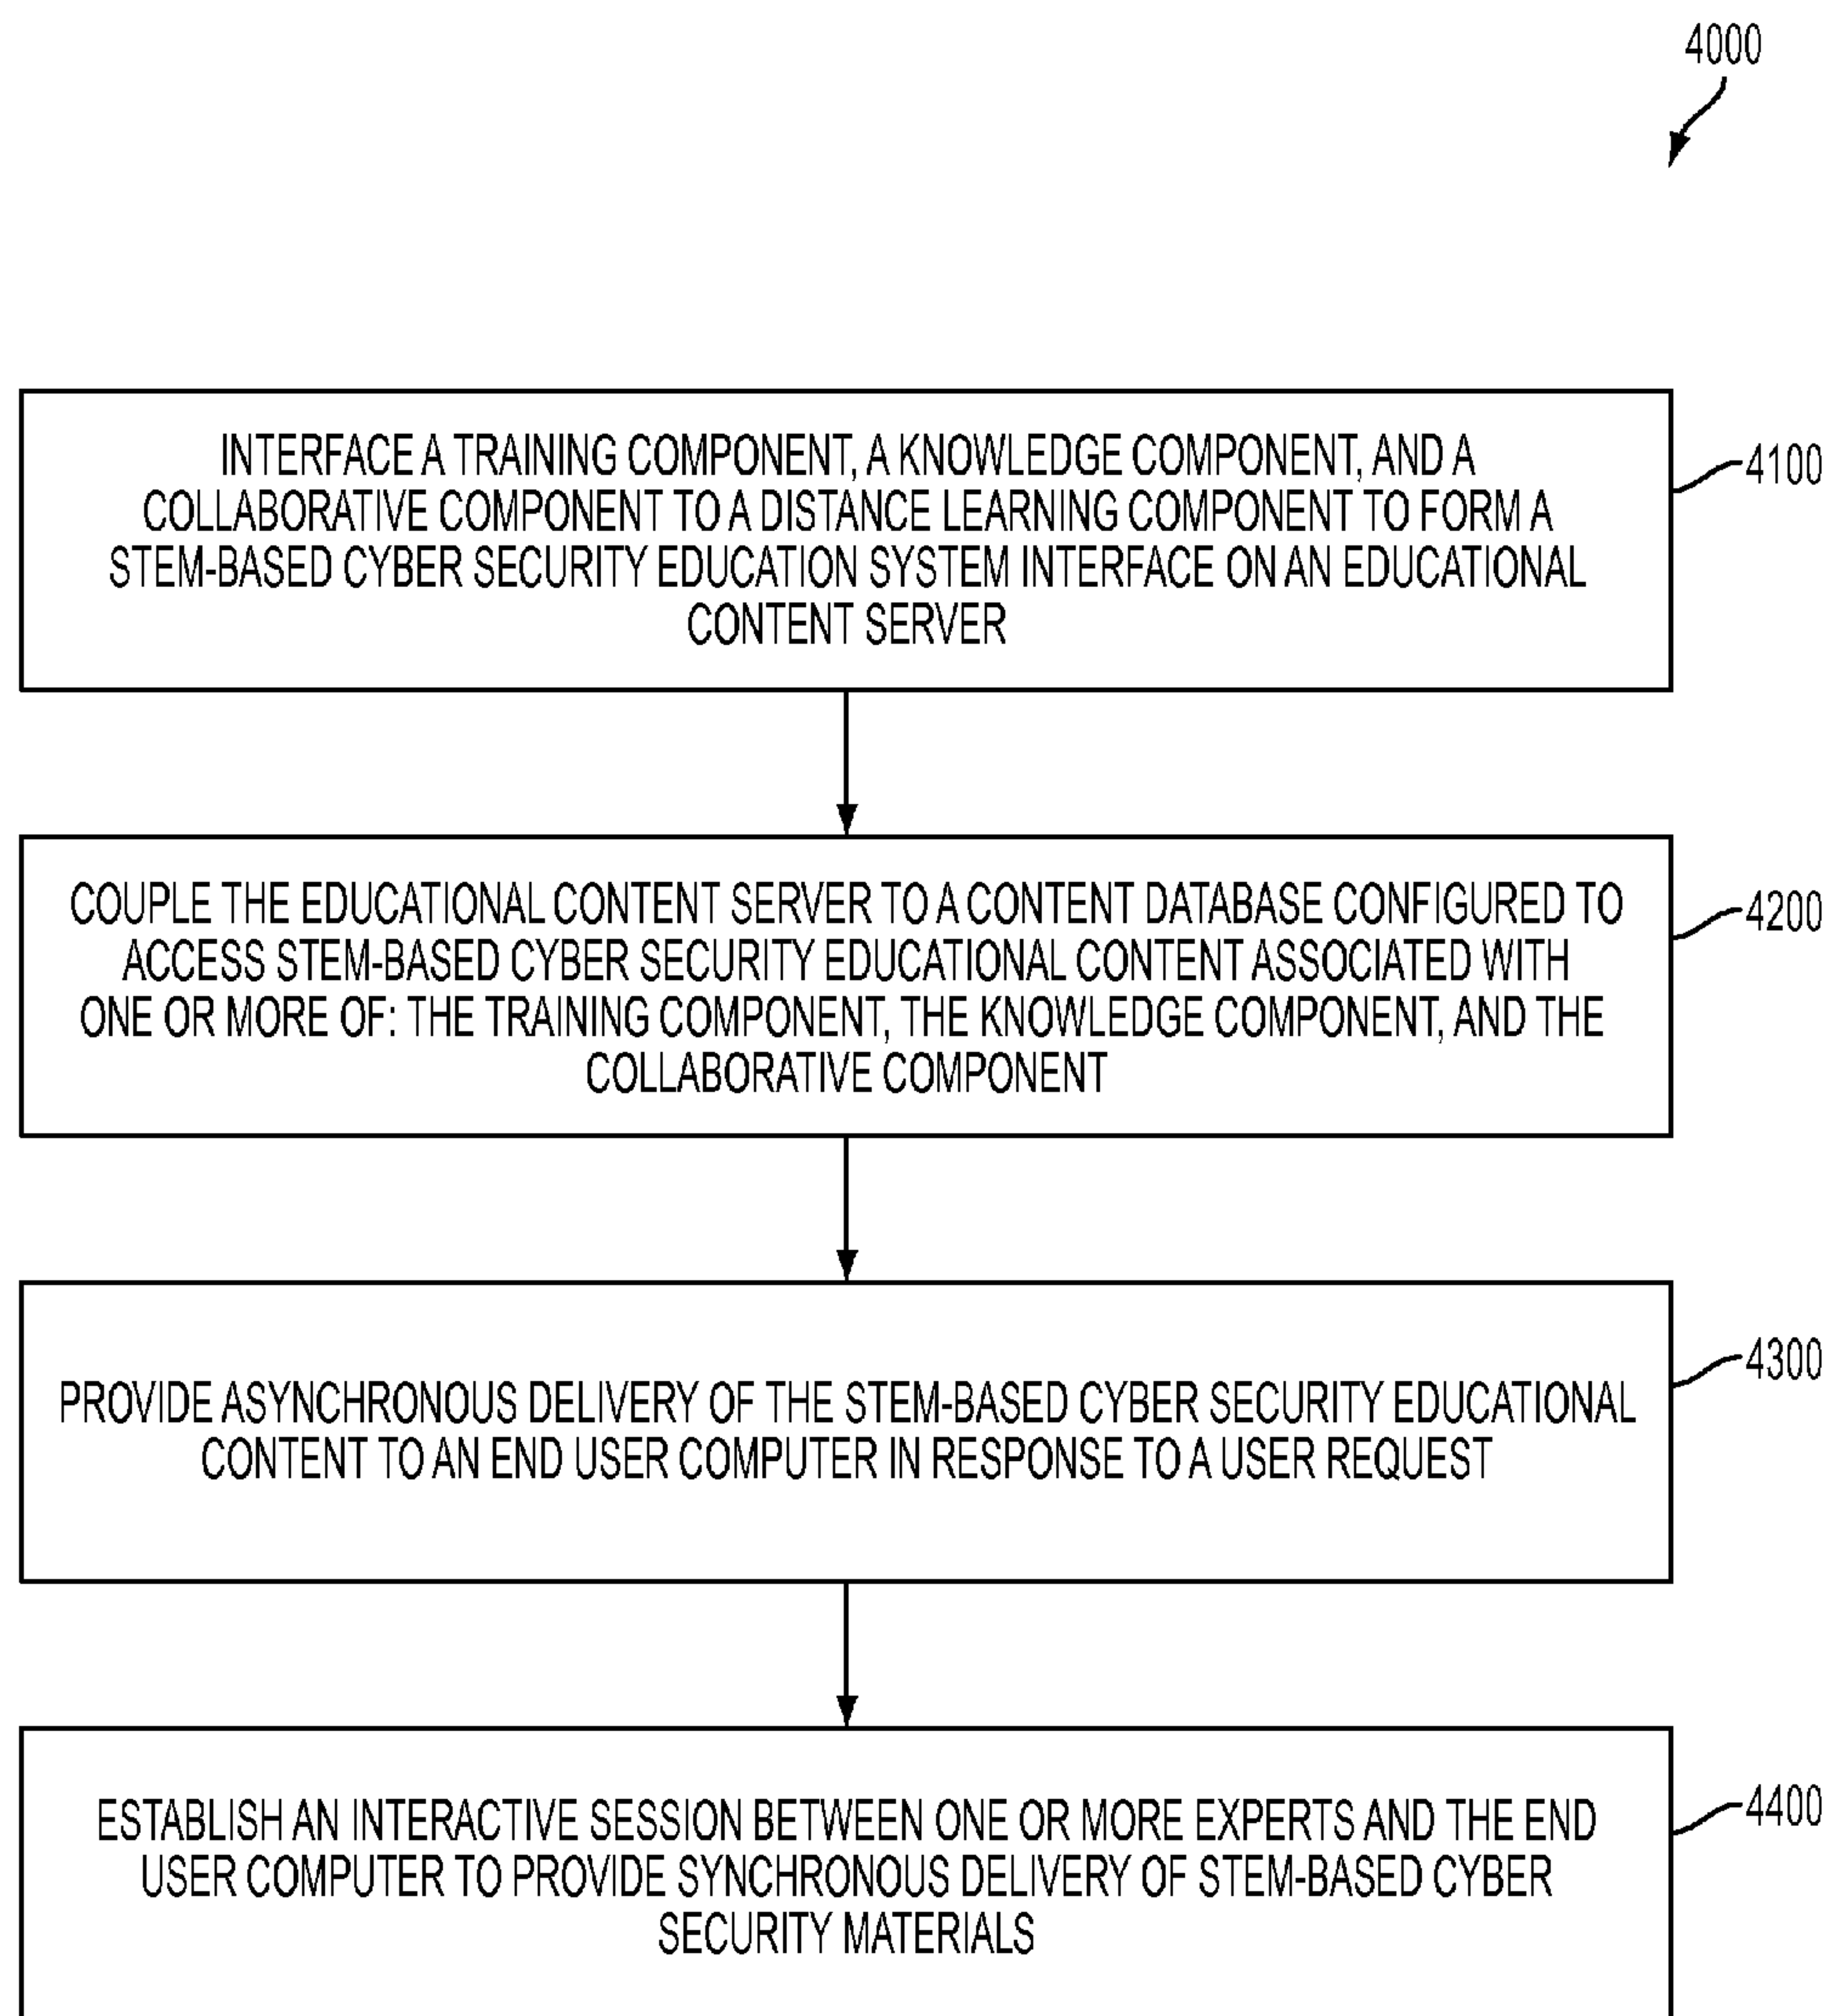 4000
INTERFACE A TRAINING COMPONENT, A KNOWLEDGE COMPONENT, AND A
COLLABORATIVE COMPONENT TO A DISTANCE LEARNING COMPONENT TO FORM A
STEM-BASED CYBER SECURITY EDUCATION SYSTEM INTERFACE ON AN EDUCATIONAL
CONTENT SERVER
4100
COUPLE THE EDUCATIONAL CONTENT SERVER TO A CONTENT DATABASE CONFIGURED TO
ACCESS STEM-BASED CYBER SECURITY EDUCATIONAL CONTENT ASSOCIATED WITH
ONE OR MORE OF: THE TRAINING COMPONENT, THE KNOWLEDGE COMPONENT, AND THE
COLLABORATIVE COMPONENT
4200
PROVIDE ASYNCHRONOUS DELIVERY OF THE STEM-BASED CYBER SECURITY EDUCATIONAL
CONTENT TO AN END USER COMPUTER IN RESPONSE TO A USER REQUEST
4300
ESTABLISH AN INTERACTIVE SESSION BETWEEN ONE OR MORE EXPERTS AND THE END
USER COMPUTER TO PROVIDE SYNCHRONOUS DELIVERY OF STEM-BASED CYBER
SECURITY MATERIALS
4400